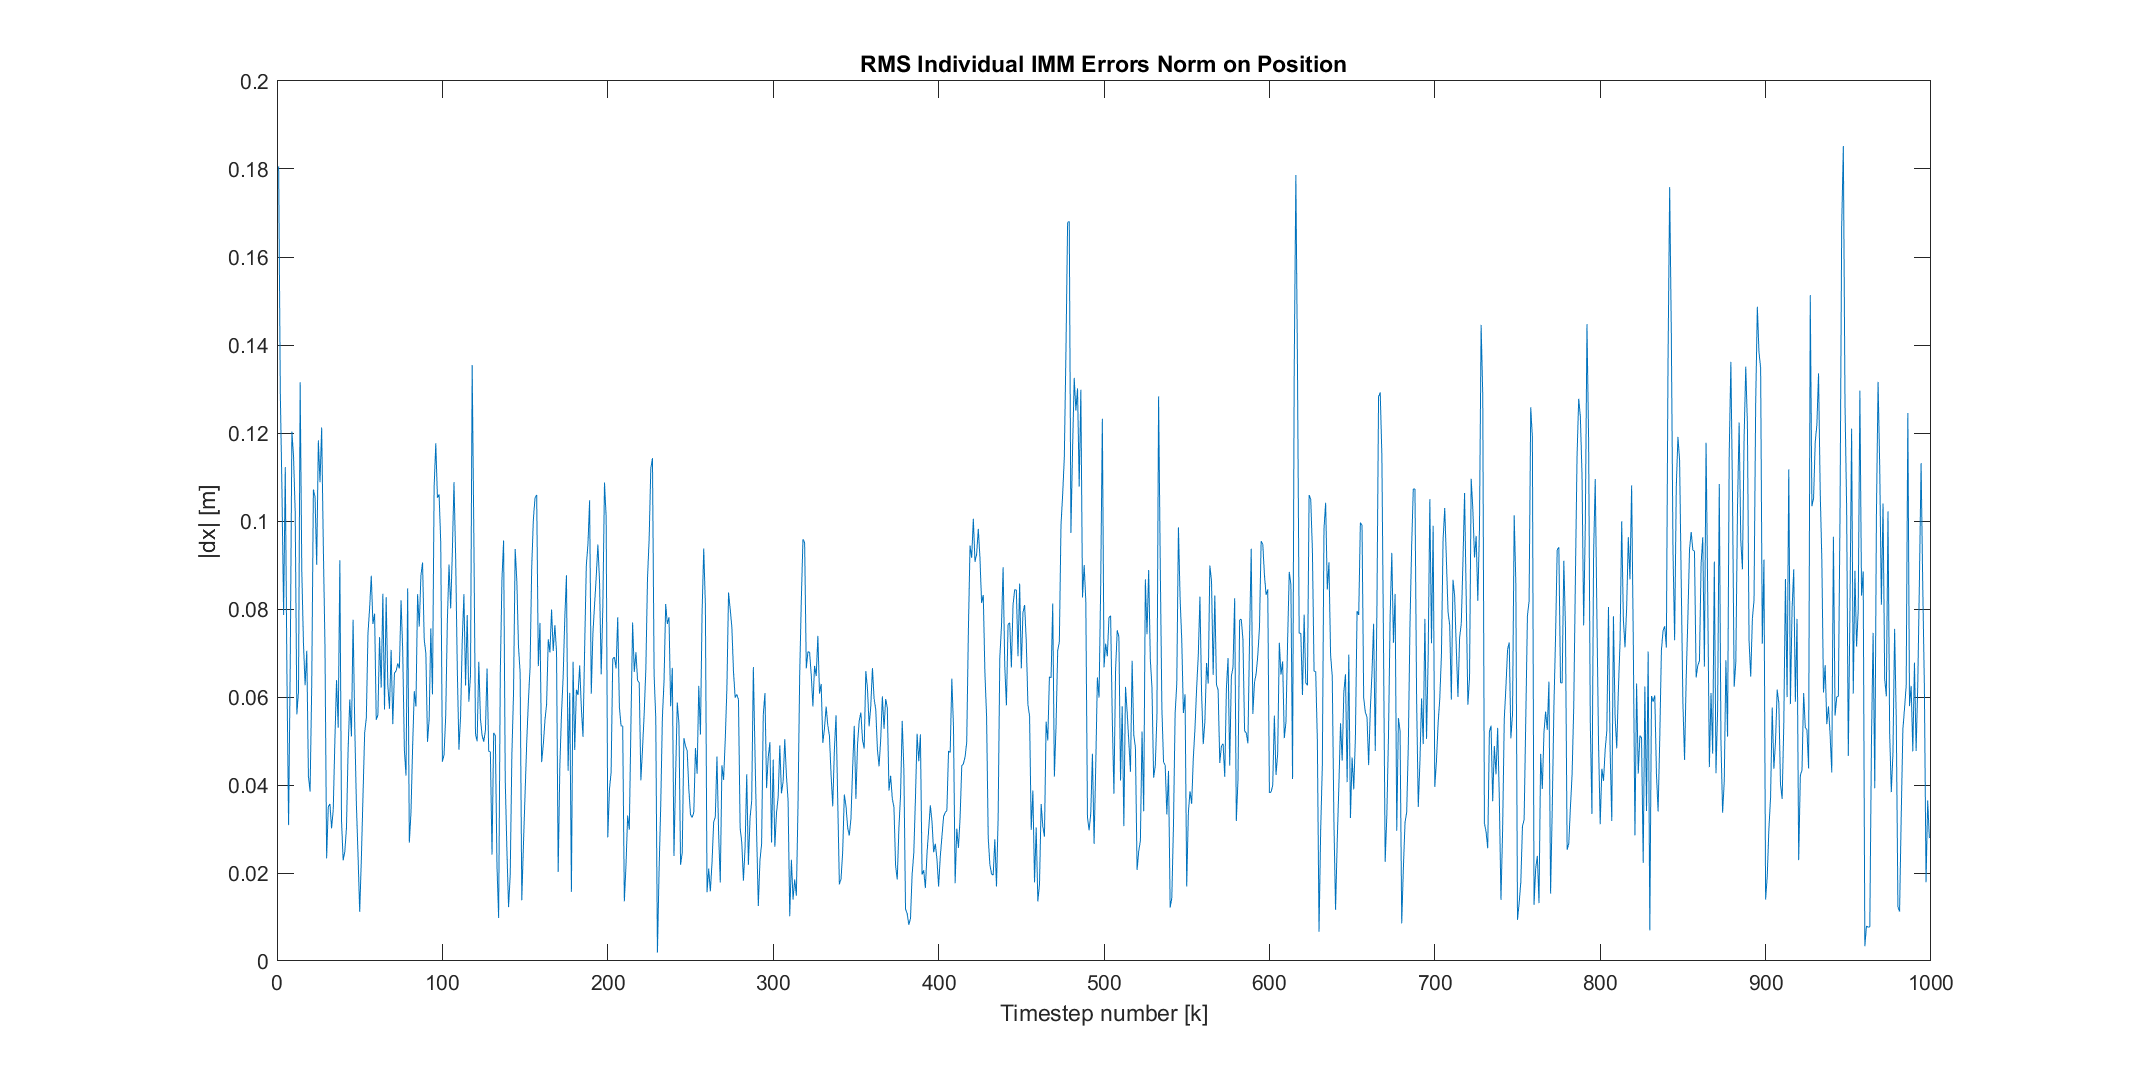 RMS Individual IMM Errors Norm on Position
0.2
0.18
0.16
0.14
0.12
0.1
0.08
0.06
0.04
0.02
0
|dx| [m]
0 100 200 300 400 500 600 700 800 900 1000
Timestep number [k]